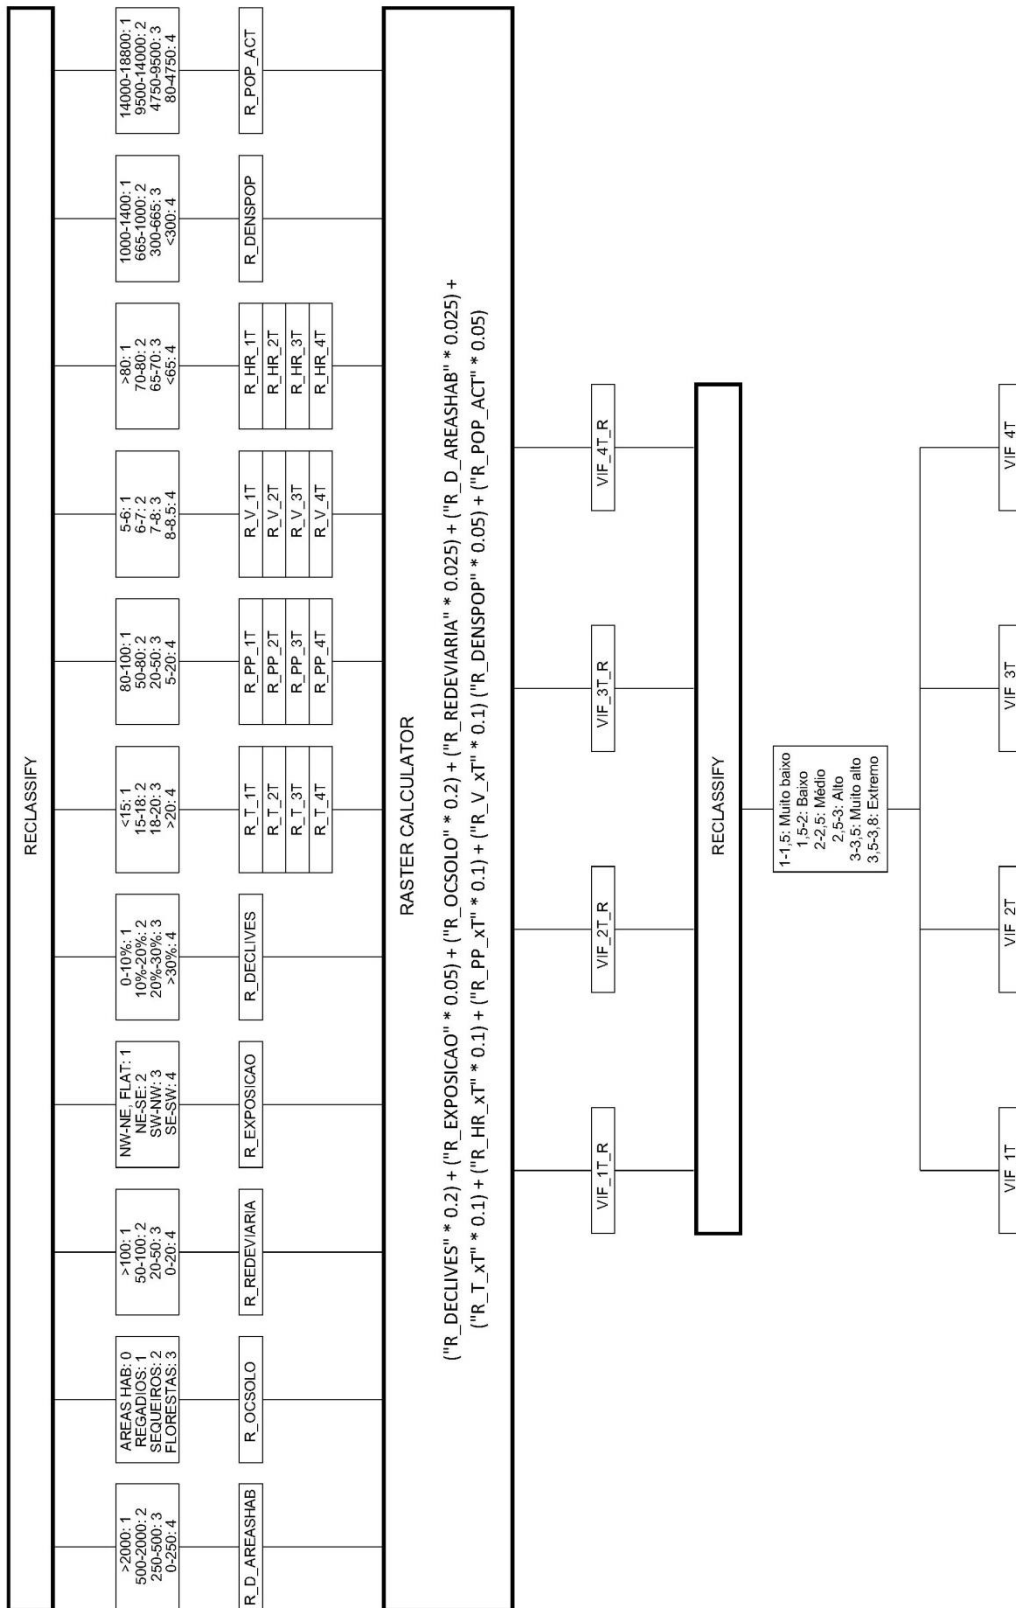 RECLASSIFY
>2000: 1
500-2000: 2
250-500: 3
0-250: 4
AREAS HAB: 0
REGADIOS: 1
SEQUEIROS: 2
FLORESTAS: 3
>100: 1
50-100: 2
20-50: 3
0-20: 4
NW-NE, FLAT: 1
NE-SE: 2
SW-NW: 3
SE-SW: 4
0-10%: 1
10%-20%: 2
20%-30%: 3
>30%: 4
<15: 1
15-18: 2
18-20: 3
>20: 4
80-100: 1
50-80: 2
20-50: 3
5-20: 4
5-6: 1
6-7: 2
7-8: 3
8-8.5: 4
>80: 1
70-80: 2
65-70: 3
<65: 4
1000-1400: 1
665-1000: 2
300-665: 3
<300: 4
14000-18800: 1
9500-14000: 2
4750-9500: 3
80-4750: 4
R_D_AREASHAB
R_OCSOLO
R_REDEVIARIA
R_EXPOSICAO
R_DECLIVES
R_T_1T
R_T_2T
R_T_3T
R_T_4T
R_PP_1T
R_PP_2T
R_PP_3T
R_PP_4T
R_V_1T
R_V_2T
R_V_3T
R_V_4T
R_HR_1T
R_HR_2T
R_HR_3T
R_HR_4T
R_DENSPOP
R_POP_ACT
RASTER CALCULATOR
("R_DECLIVES" * 0.2) + ("R_EXPOSICAO" * 0.05) + ("R_OCSOLO" * 0.2) + ("R_REDEVIARIA" * 0.025) + ("R_D_AREASHAB" * 0.025) +
("R_T_xT" * 0.1) + ("R_HR_xT" * 0.1) + ("R_PP_xT" * 0.1) + ("R_V_xT" * 0.1) ("R_DENSPOP" * 0.05) + ("R_POP_ACT" * 0.05)
VIF_1T_R
VIF_2T_R
VIF_3T_R
VIF_4T_R
RECLASSIFY
1-1,5: Muito baixo
1,5-2: Baixo
2-2,5: Médio
2,5-3: Alto
3-3,5: Muito alto
3,5-3,8: Extremo
VIF_1T
VIF_2T
VIF_3T
VIF_4T